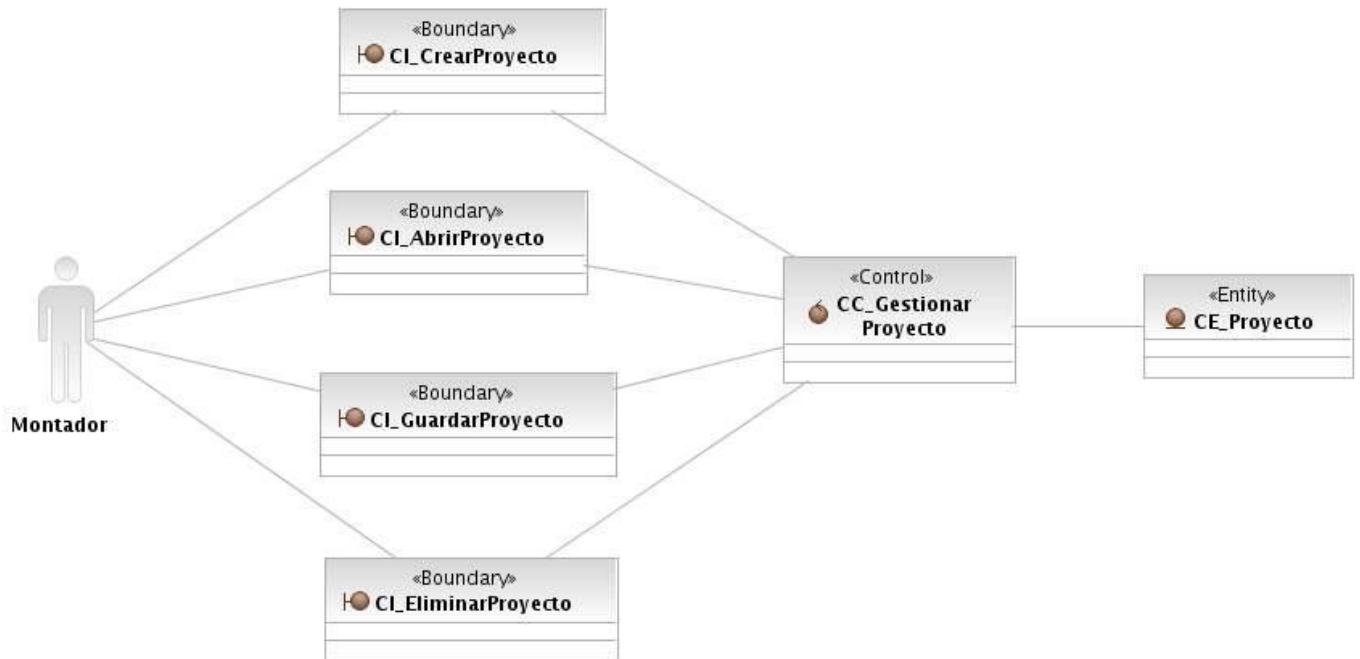 «Boundary»
CI_CrearProyecto
«Boundary»
CI_AbrirProyecto
«Control»
CC_Gestionar
Proyecto
«Entity»
CE_Proyecto
Montador
«Boundary»
CI_GuardarProyecto
«Boundary»
CI_EliminarProyecto